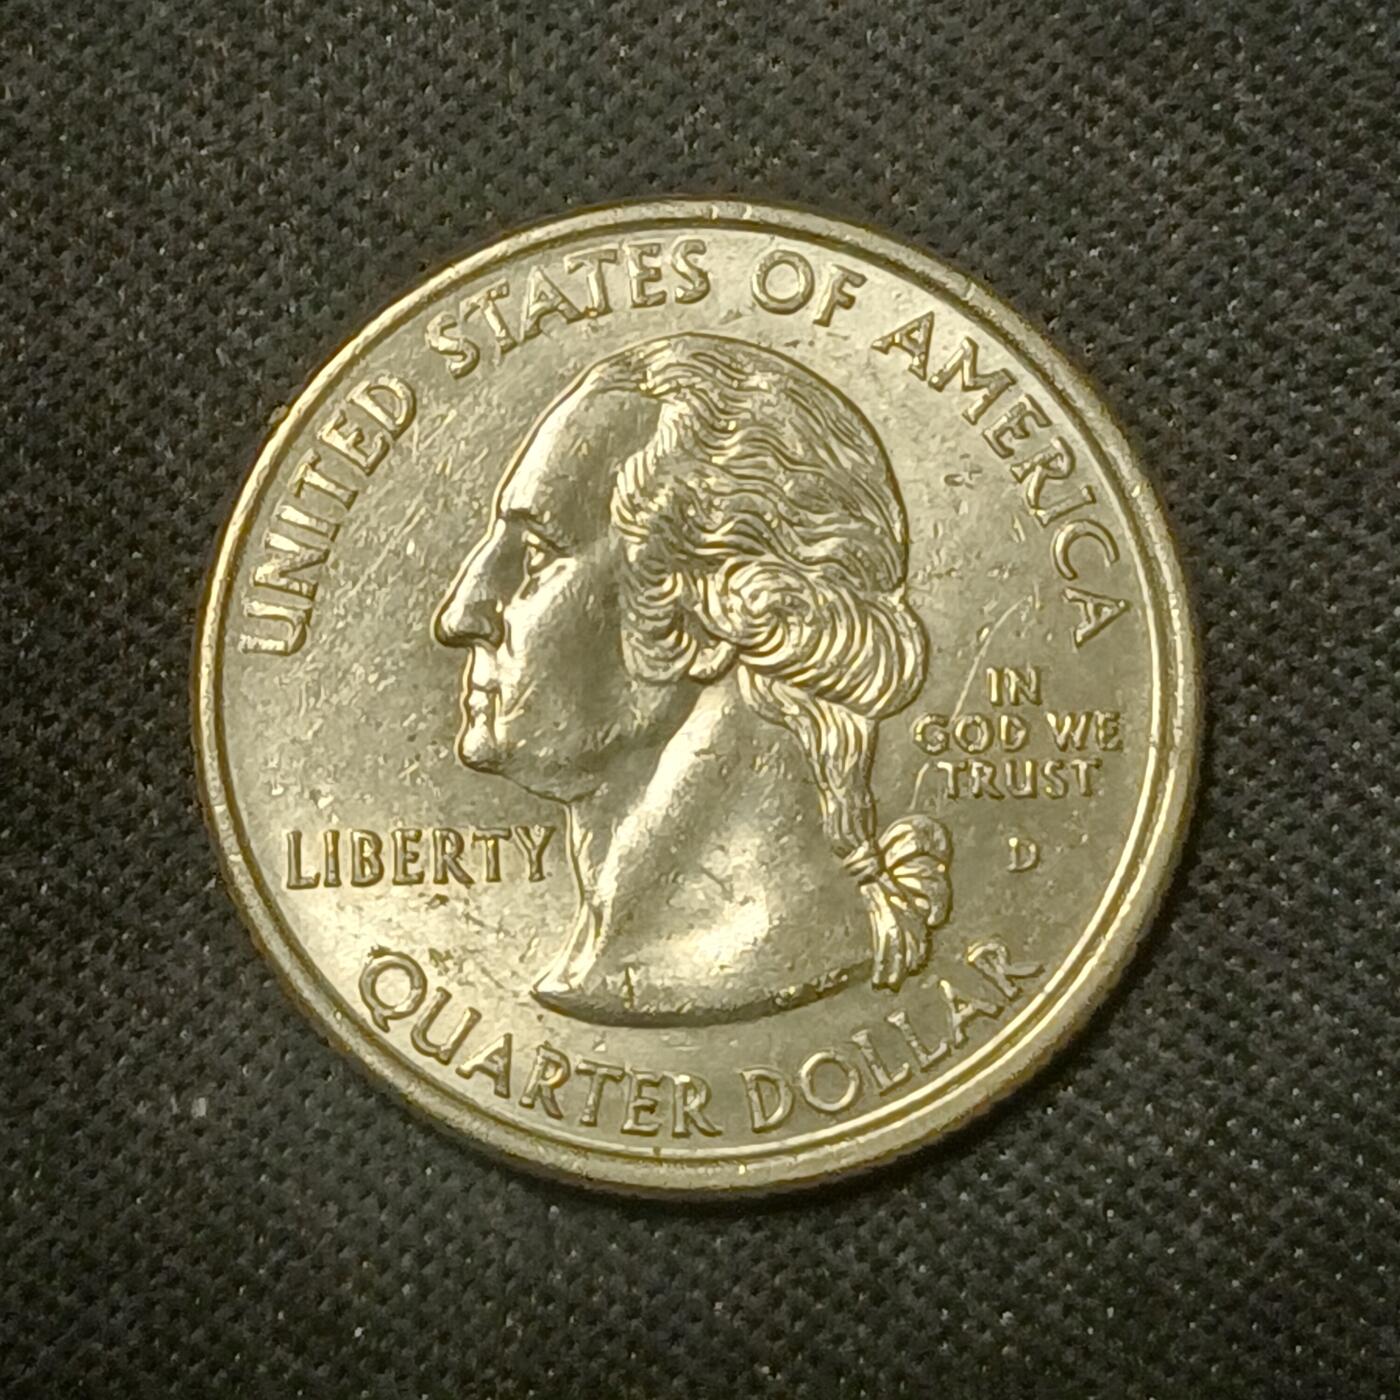 UNITED STATES OF AMERICA
LIBERTY
IN
GOD WE
TRUST
D
QUARTER DOLLAR